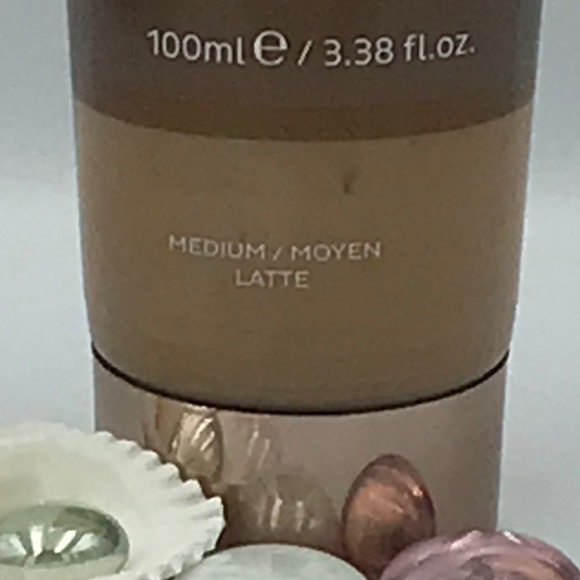 100ml ℮ / 3.38 fl.oz.
MEDIUM / MOYEN
LATTE